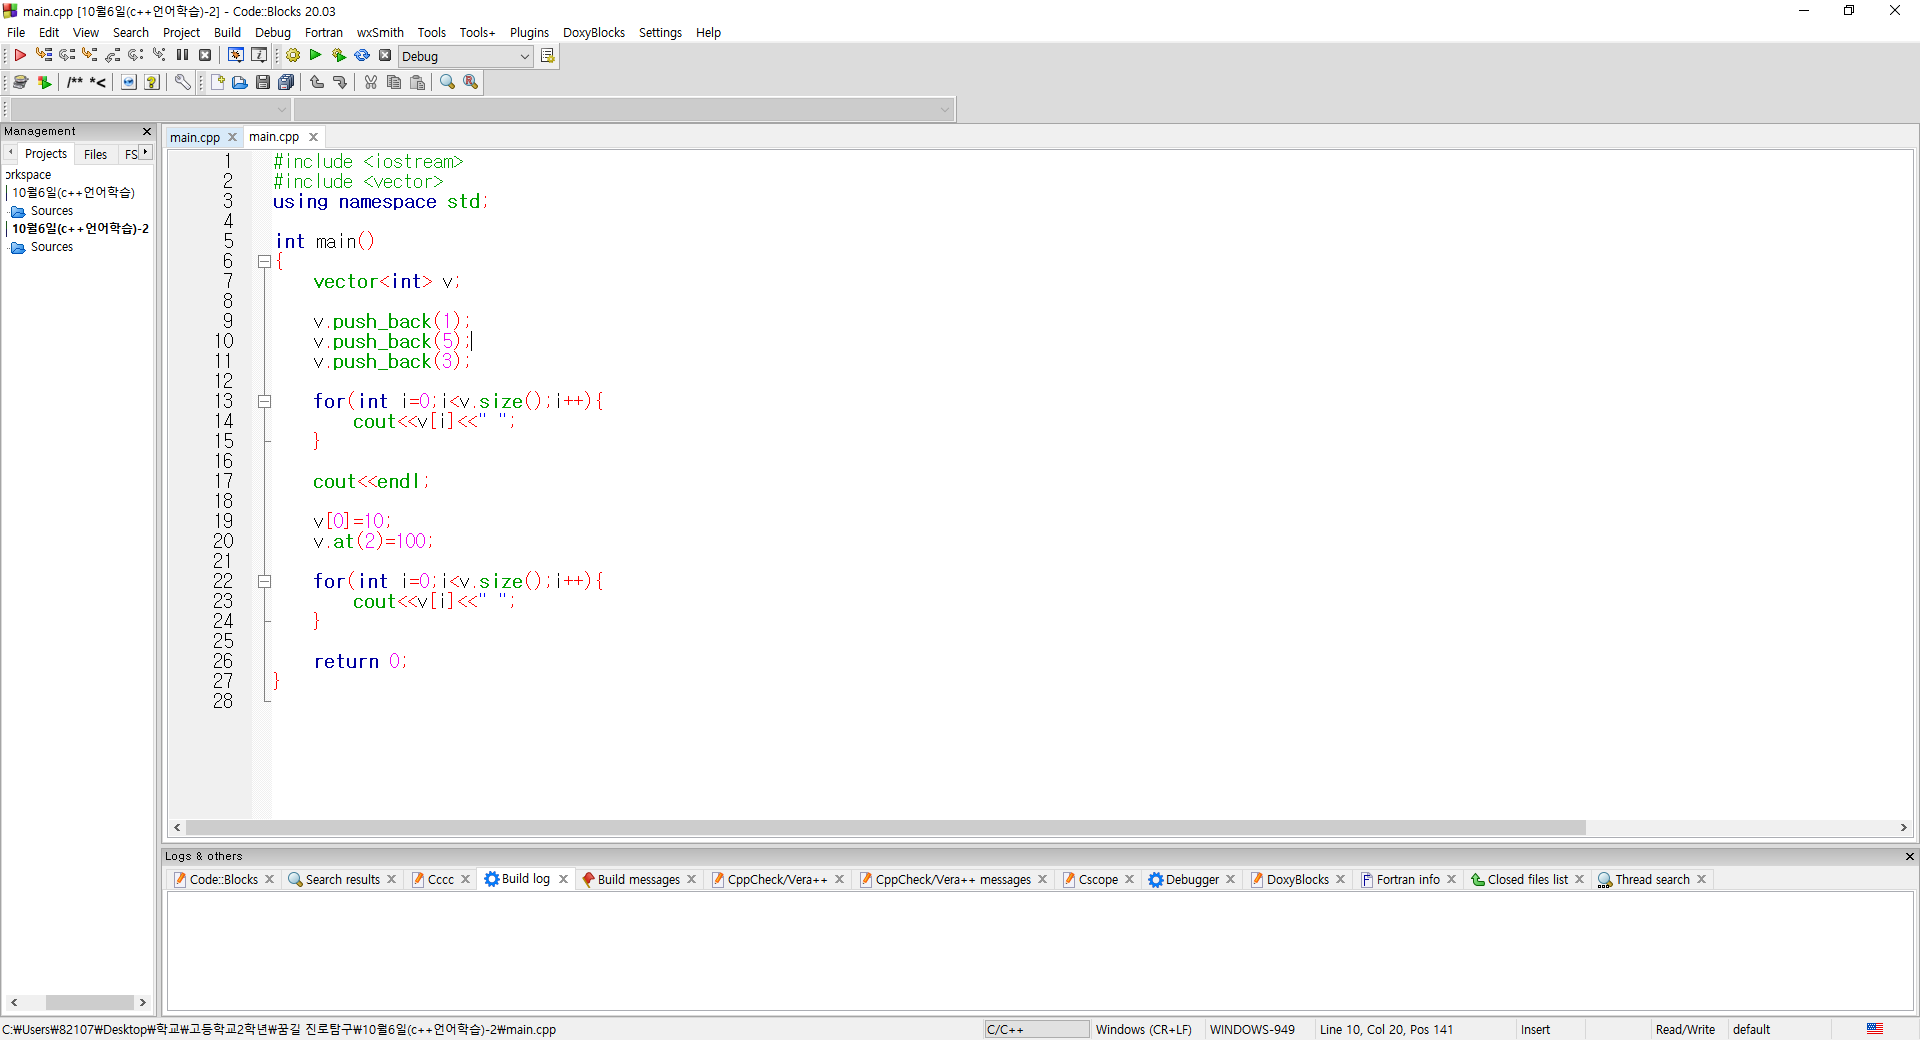 main.cpp [10월6일(c++언어학습)-2] - Code::Blocks 20.03
File Edit View Search Project Build Debug Fortran wxSmith Tools Tools+ Plugins DoxyBlocks Settings Help
Debug
/** *<
Management
Projects Files FS
orkspace
10월6일(c++언어학습)
Sources
10월6일(c++언어학습)-2
Sources
main.cpp main.cpp
1 #include <iostream>
2 #include <vector>
3 using namespace std;
4
5 int main()
6 {
7 vector<int> v;
8
9 v.push_back(1);
10 v.push_back(5);
11 v.push_back(3);
12
13 for(int i=0;i<v.size();i++){
14 cout<<v[i]<<" ";
15 }
16
17 cout<<endl;
18
19 v[0]=10;
20 v.at(2)=100;
21
22 for(int i=0;i<v.size();i++){
23 cout<<v[i]<<" ";
24 }
25
26 return 0;
27 }
28
Logs & others
Code::Blocks Search results Cccc Build log Build messages CppCheck/Vera++ CppCheck/Vera++ messages Cscope Debugger DoxyBlocks Fortran info Closed files list Thread search
C:₩Users₩82107₩Desktop₩학교₩고등학교2학년₩꿈길 진로탐구₩10월6일(c++언어학습)-2₩main.cpp C/C++ Windows (CR+LF) WINDOWS-949 Line 10, Col 20, Pos 141 Insert Read/Write default